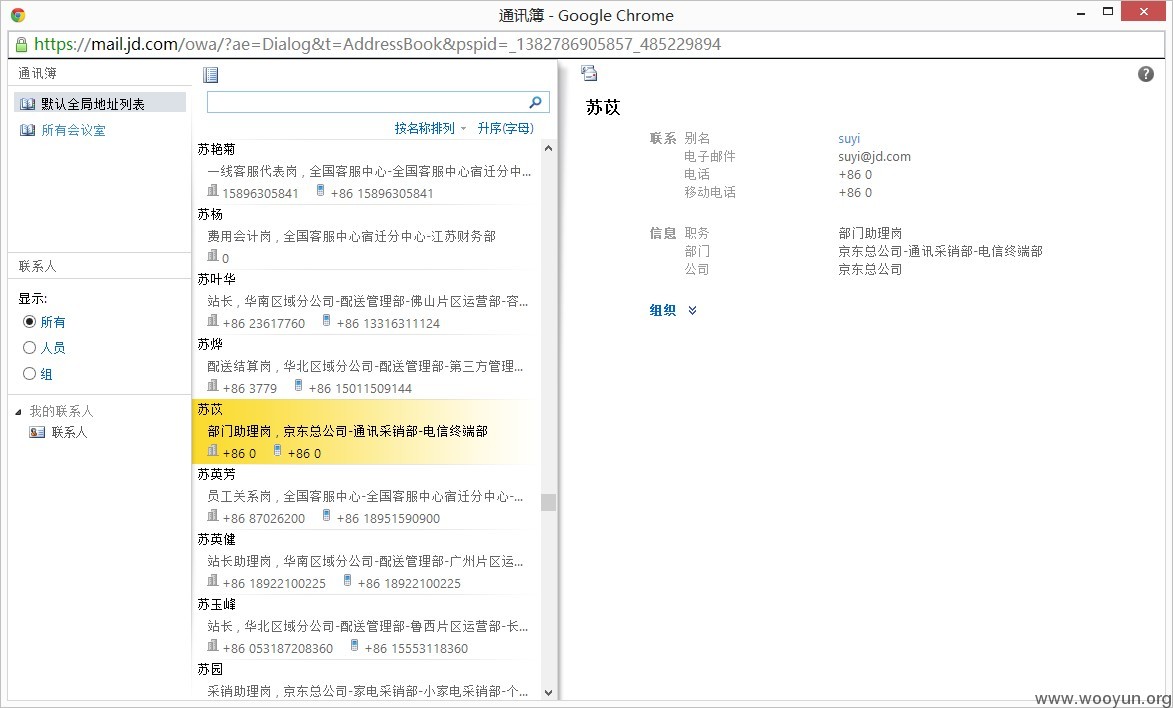 通讯簿 - Google Chrome
https://mail.jd.com/owa/?ae=Dialog&t=AddressBook&pspid=_1382786905857_485229894
通讯簿
默认全局地址列表
所有会议室
联系人
显示:
所有
人员
组
我的联系人
联系人
按名称排列 升序(字母)
苏艳菊
一线客服代表岗，全国客服中心-全国客服中心宿迁分中...
15896305841 +86 15896305841
苏杨
费用会计岗，全国客服中心宿迁分中心-江苏财务部
0
苏叶华
站长，华南区域分公司-配送管理部-佛山片区运营部-容...
+86 23617760 +86 13316311124
苏烨
配送结算岗，华北区域分公司-配送管理部-第三方管理...
+86 3779 +86 15011509144
苏苡
部门助理岗，京东总公司-通讯采销部-电信终端部
+86 0 +86 0
苏英芳
员工关系岗，全国客服中心-全国客服中心宿迁分中心-...
+86 87026200 +86 18951590900
苏英健
站长助理岗，华南区域分公司-配送管理部-广州片区运...
+86 18922100225 +86 18922100225
苏玉峰
站长，华北区域分公司-配送管理部-鲁西片区运营部-长...
+86 053187208360 +86 15553118360
苏园
采销助理岗，京东总公司-家电采销部-小家电采销部-个...
苏苡
联系 别名 suyi
电子邮件 suyi@jd.com
电话 +86 0
移动电话 +86 0
信息 职务 部门助理岗
部门 京东总公司-通讯采销部-电信终端部
公司 京东总公司
组织
www.wooyun.org